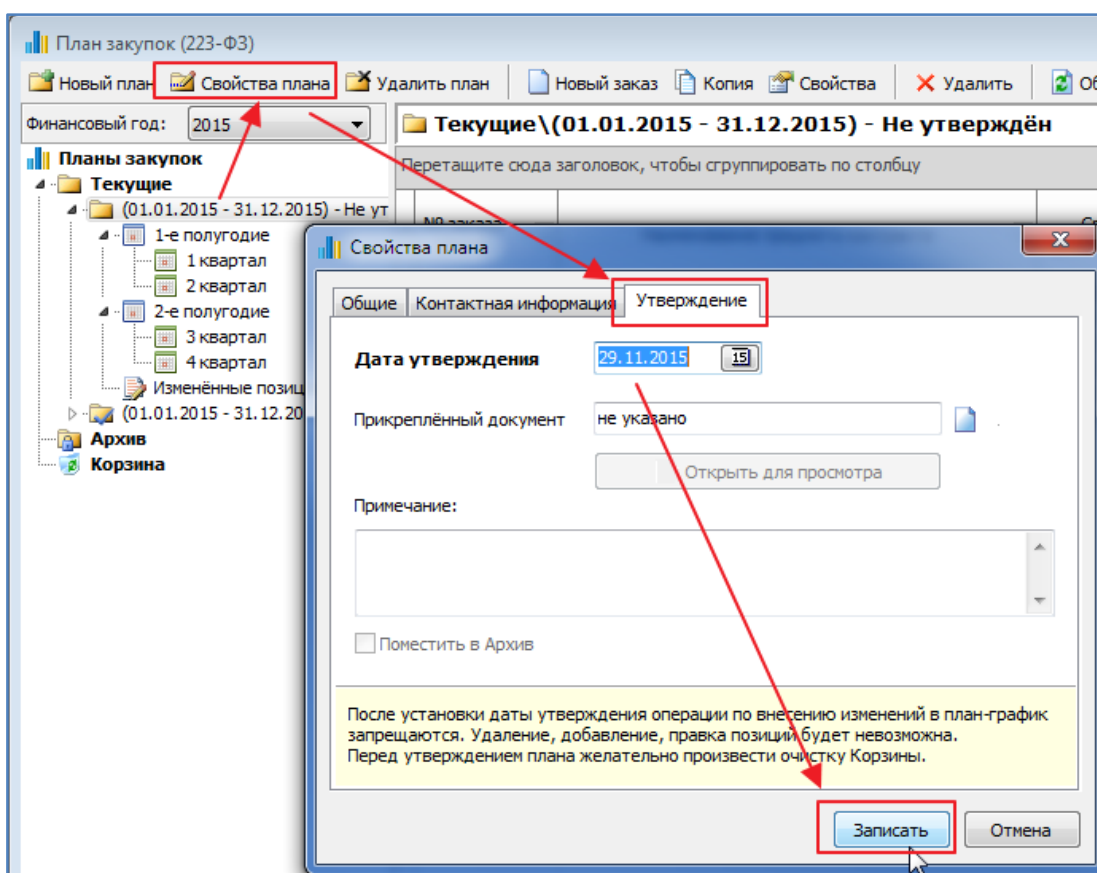 План закупок (223-ФЗ)
Новый план Свойства плана Удалить план Новый заказ Копия Свойства Удалить Об
Финансовый год: 2015
Текущие\(01.01.2015 - 31.12.2015) - Не утверждён
Перетащите сюда заголовок, чтобы сгруппировать по столбцу
Планы закупок
Текущие
(01.01.2015 - 31.12.2015) - Не ут
1-е полугодие
1 квартал
2 квартал
2-е полугодие
3 квартал
4 квартал
Изменённые позиц
(01.01.2015 - 31.12.20
Архив
Корзина
№ заказа
Свойства плана
Общие Контактная информация Утверждение
Дата утверждения 29.11.2015 15
Прикреплённый документ не указано
Открыть для просмотра
Примечание:
Поместить в Архив
После установки даты утверждения операции по внесению изменений в план-график
запрещаются. Удаление, добавление, правка позиций будет невозможна.
Перед утверждением плана желательно произвести очистку Корзины.
Записать Отмена